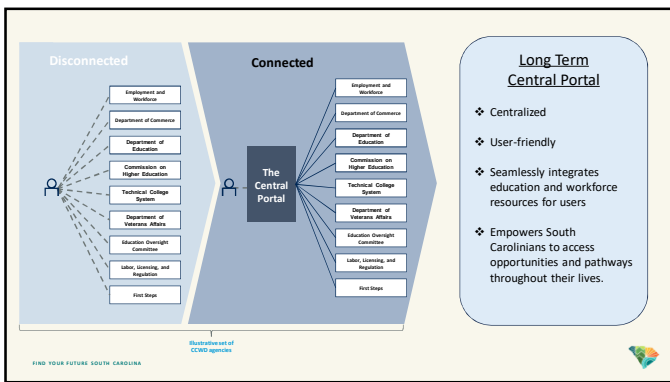 Disconnected
Employment and
Workforce
Department of Commerce
Department of
Education
Commission on
Higher Education
Technical College
System
Department of
Veterans Affairs
Education Oversight
Committee
Labor, Licensing, and
Regulation
First Steps
Connected
The
Central
Portal
Employment and
Workforce
Department of Commerce
Department of
Education
Commission on
Higher Education
Technical College
System
Department of
Veterans Affairs
Education Oversight
Committee
Labor, Licensing, and
Regulation
First Steps
Illustrative set of
CCWD agencies
Long Term
Central Portal
❖ Centralized
❖ User-friendly
❖ Seamlessly integrates
education and workforce
resources for users
❖ Empowers South
Carolinians to access
opportunities and pathways
throughout their lives.
FIND YOUR FUTURE SOUTH CAROLINA